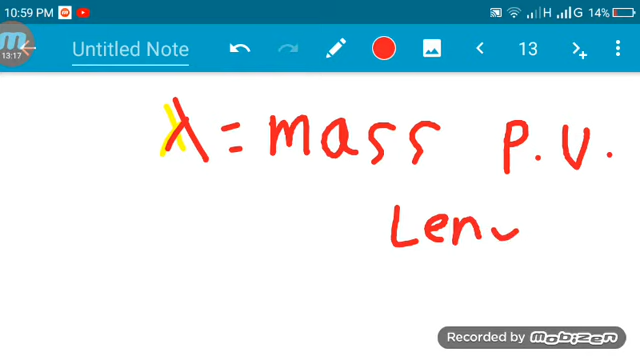 10:59 PM H G 14%
13:17 Untitled Note 13
λ = mass p.v.
Len
Recorded by mobizen